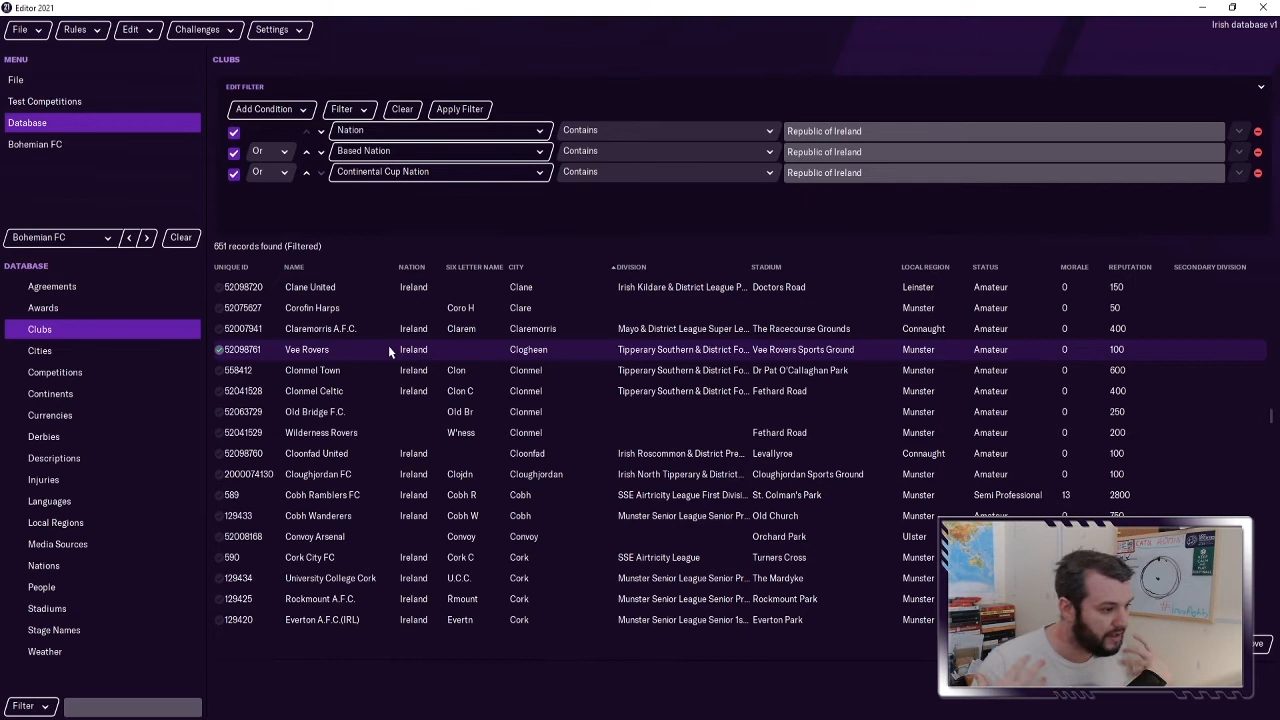 Editor 2021
File Rules Edit Challenges Settings
Irish database v1
MENU
File
Test Competitions
Database
Bohemian FC
Bohemian FC < > Clear
DATABASE
Agreements
Awards
Clubs
Cities
Competitions
Continents
Currencies
Derbies
Descriptions
Injuries
Languages
Local Regions
Media Sources
Nations
People
Stadiums
Stage Names
Weather
Filter
CLUBS
EDIT FILTER
Add Condition Filter Clear Apply Filter
Nation Contains Republic of Ireland
Or Based Nation Contains Republic of Ireland
Or Continental Cup Nation Contains Republic of Ireland
651 records found (Filtered)
UNIQUE ID NAME NATION SIX LETTER NAME CITY DIVISION STADIUM LOCAL REGION STATUS MORALE REPUTATION SECONDARY DIVISION
52098720 Clane United Ireland Clane Irish Kildare & District League P... Doctors Road Leinster Amateur 0 150
52075627 Corofin Harps Coro H Clare Munster Amateur 0 50
52007941 Claremorris A.F.C. Ireland Clarem Claremorris Mayo & District League Super Le... The Racecourse Grounds Connaught Amateur 0 400
52098761 Vee Rovers Ireland Clogheen Tipperary Southern & District Fo... Vee Rovers Sports Ground Munster Amateur 0 100
558412 Clonmel Town Ireland Clon Clonmel Tipperary Southern & District Fo... Dr Pat O'Callaghan Park Munster Amateur 0 600
52041528 Clonmel Celtic Ireland Clon C Clonmel Tipperary Southern & District Fo... Fethard Road Munster Amateur 0 400
52063729 Old Bridge F.C. Old Br Clonmel Munster Amateur 0 250
52041529 Wilderness Rovers W'ness Clonmel Fethard Road Munster Amateur 0 200
52098760 Cloonfad United Ireland Cloonfad Irish Roscommon & District Pre... Levallyroe Connaught Amateur 0 100
2000074130 Cloughjordan FC Ireland Clojdn Cloughjordan Irish North Tipperary & District... Cloughjordan Sports Ground Munster Amateur 0 100
589 Cobh Ramblers FC Ireland Cobh R Cobh SSE Airtricity League First Divisi... St. Colman's Park Munster Semi Professional 13 2800
129433 Cobh Wanderers Ireland Cobh W Cobh Munster Senior League Senior Pr... Old Church Munster Amateur 0 750
52008168 Convoy Arsenal Convoy Convoy Orchard Park Ulster
590 Cork City FC Ireland Cork C Cork SSE Airtricity League Turners Cross Munster
129434 University College Cork Ireland U.C.C. Cork Munster Senior League Senior Pr... The Mardyke Munster
129425 Rockmount A.F.C. Ireland Rmount Cork Munster Senior League Senior Pr... Rockmount Park Munster
129420 Everton A.F.C.(IRL) Ireland Evertn Cork Munster Senior League Senior 1s... Everton Park Munster